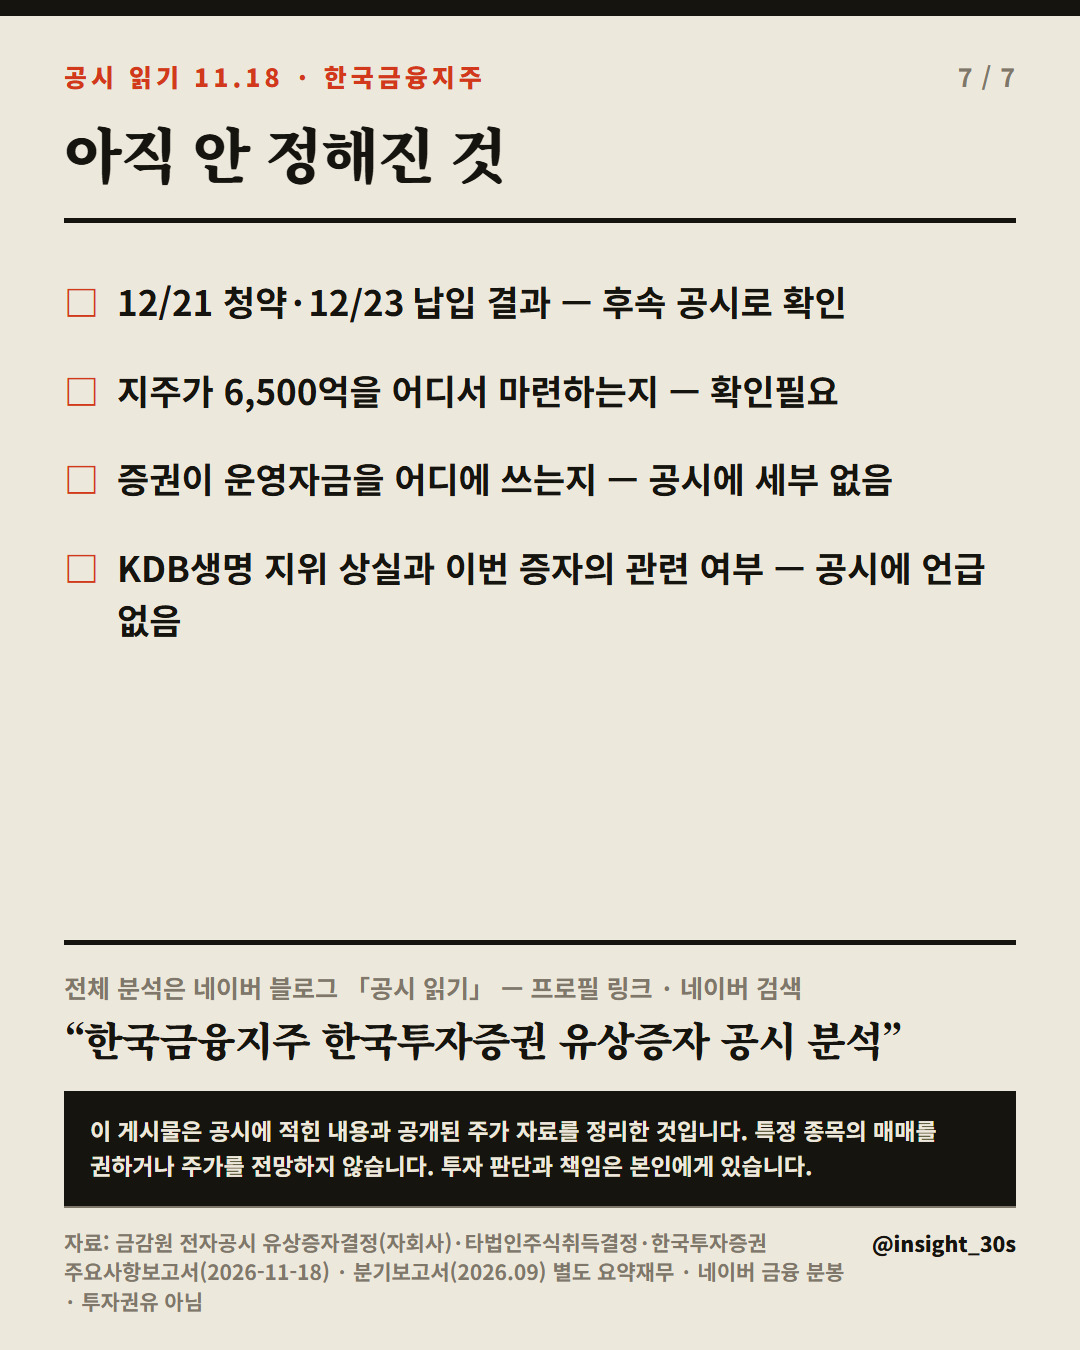 공시 읽기 11.18 · 한국금융지주
7 / 7
아직 안 정해진 것
□ 12/21 청약·12/23 납입 결과 — 후속 공시로 확인
□ 지주가 6,500억을 어디서 마련하는지 — 확인필요
□ 증권이 운영자금을 어디에 쓰는지 — 공시에 세부 없음
□ KDB생명 지위 상실과 이번 증자의 관련 여부 — 공시에 언급
없음
전체 분석은 네이버 블로그 「공시 읽기」 — 프로필 링크 · 네이버 검색
“한국금융지주 한국투자증권 유상증자 공시 분석”
이 게시물은 공시에 적힌 내용과 공개된 주가 자료를 정리한 것입니다. 특정 종목의 매매를
권하거나 주가를 전망하지 않습니다. 투자 판단과 책임은 본인에게 있습니다.
자료: 금감원 전자공시 유상증자결정(자회사)·타법인주식취득결정·한국투자증권
주요사항보고서(2026-11-18) · 분기보고서(2026.09) 별도 요약재무 · 네이버 금융 분봉
· 투자권유 아님
@insight_30s